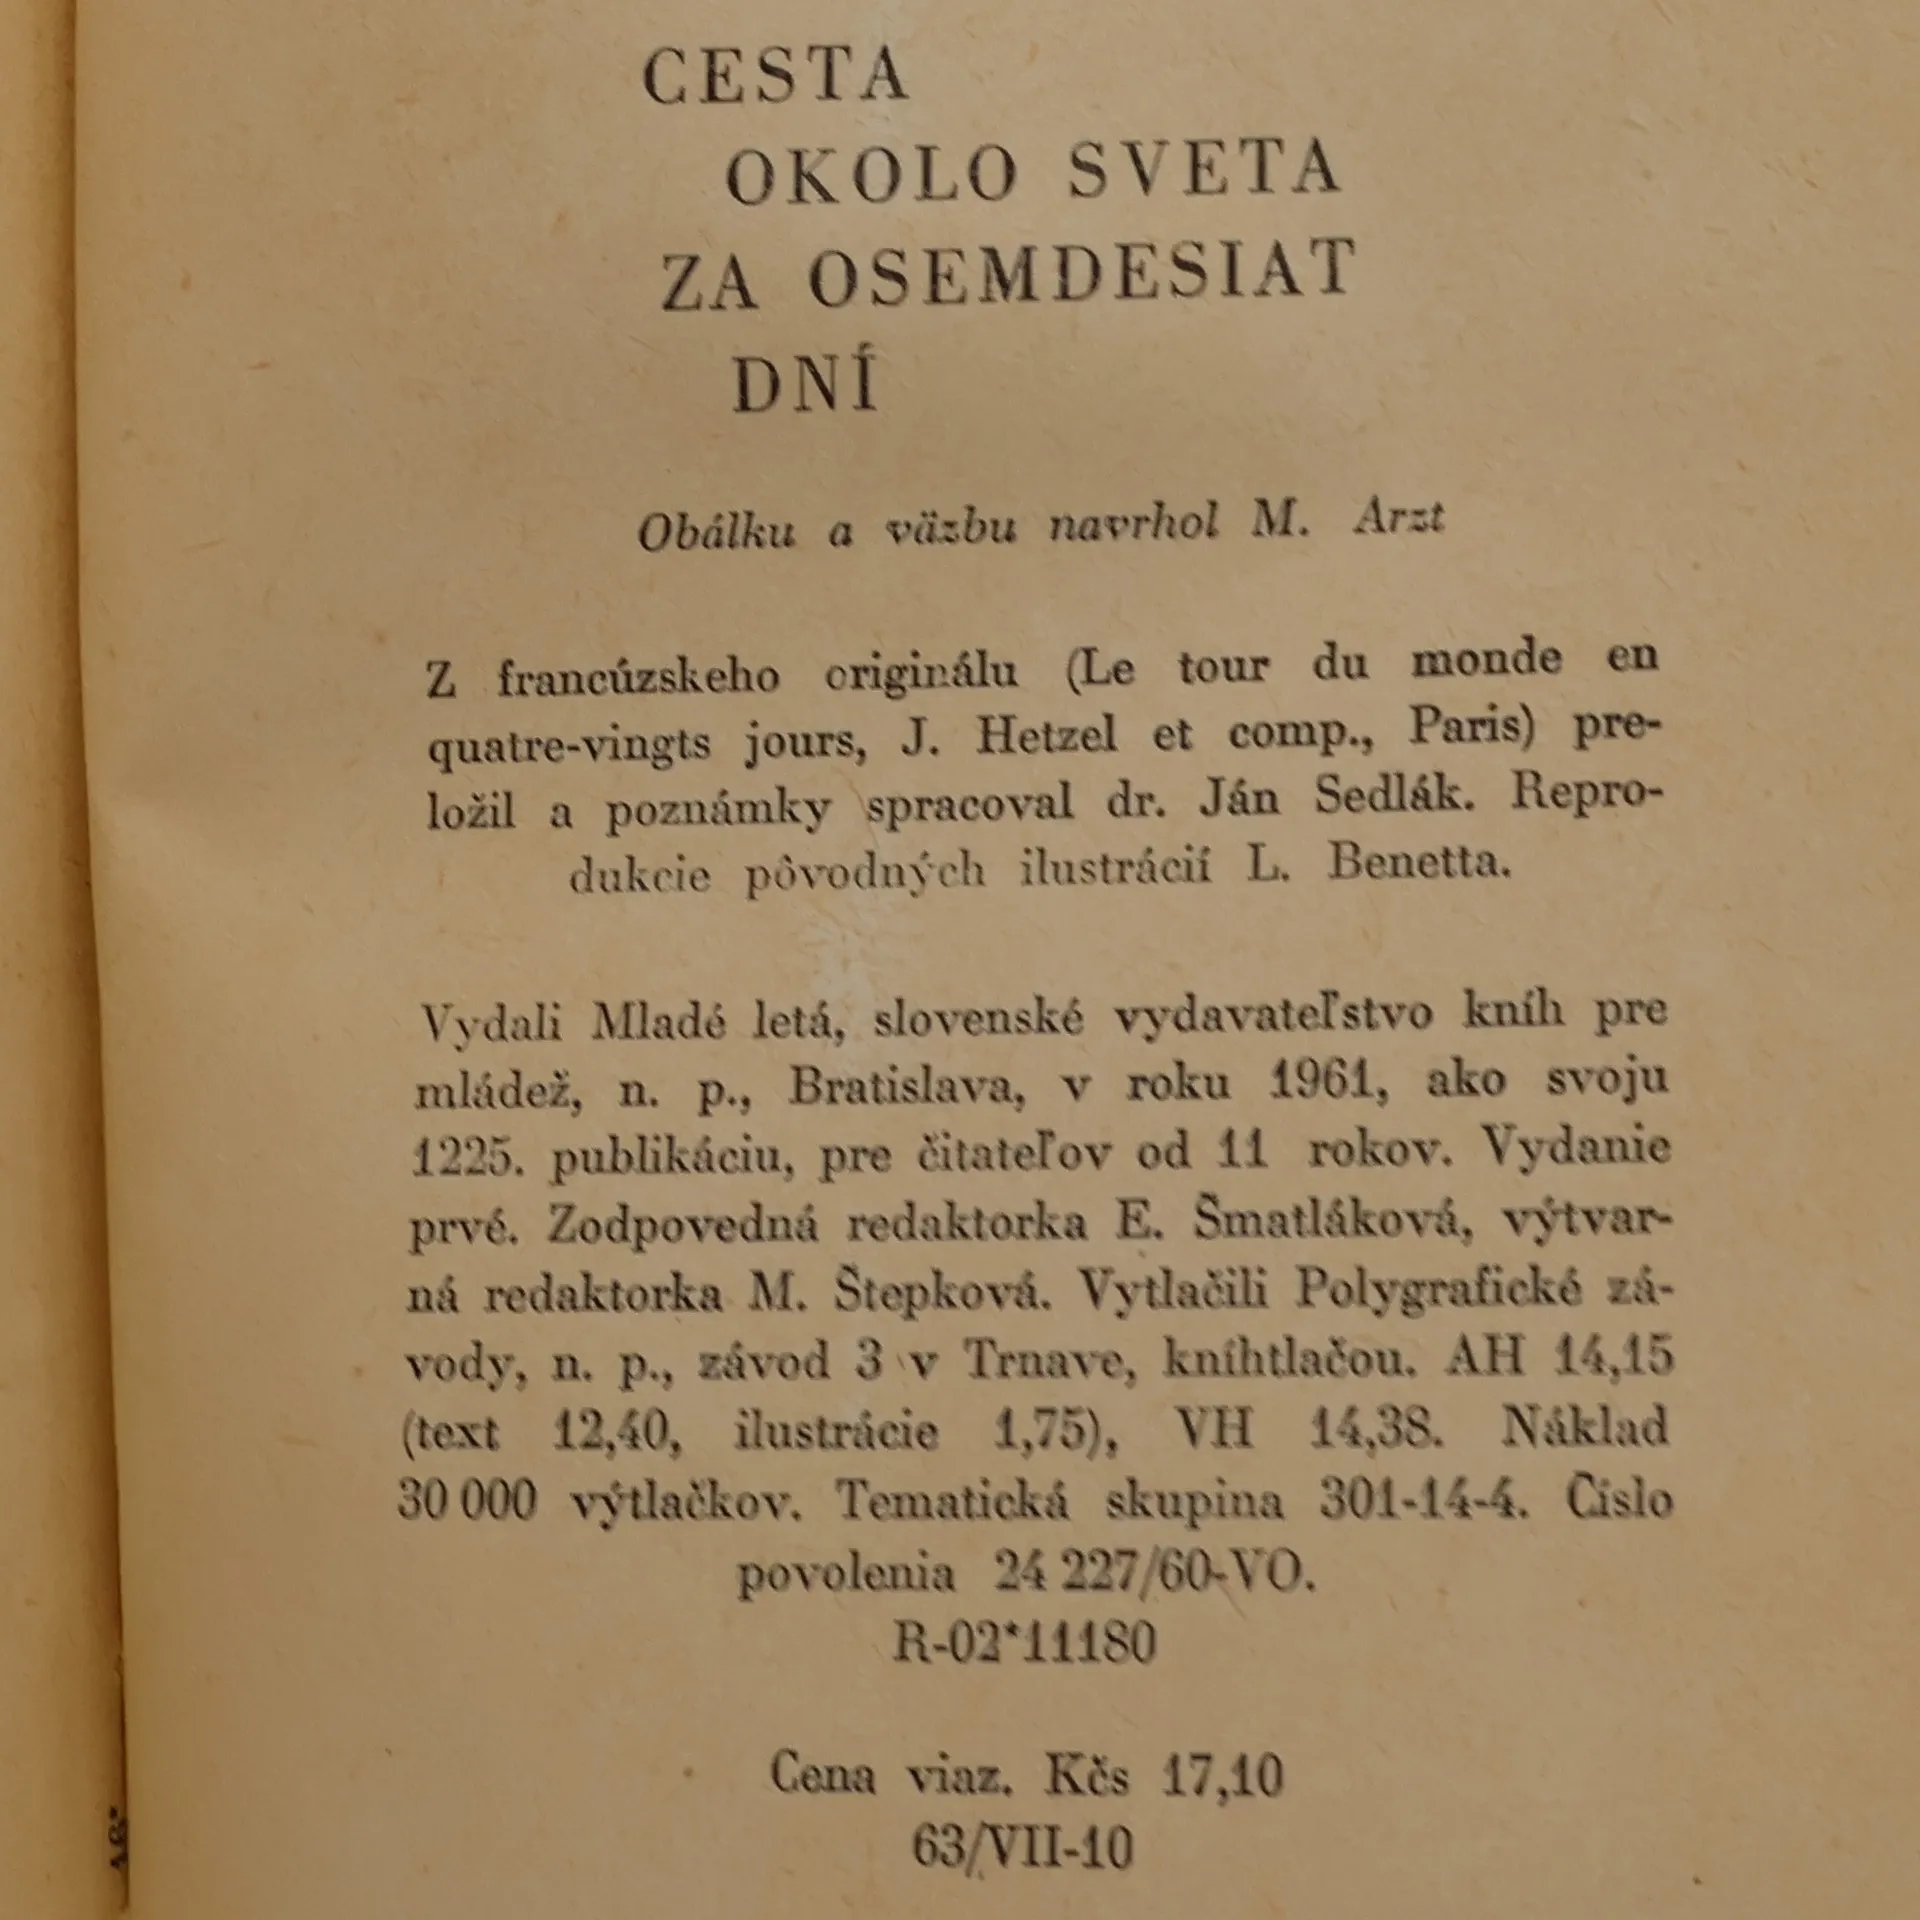 CESTA
OKOLO SVETA
ZA OSEMDESIAT
DNÍ
Obálku a väzbu navrhol M. Arzt
Z francúzskeho originálu (Le tour du monde en
quatre-vingts jours, J. Hetzel et comp., Paris) pre-
ložil a poznámky spracoval dr. Ján Sedlák. Repro-
dukcie pôvodných ilustrácií L. Benetta.
Vydali Mladé letá, slovenské vydavateľstvo kníh pre
mládež, n. p., Bratislava, v roku 1961, ako svoju
1225. publikáciu, pre čitateľov od 11 rokov. Vydanie
prvé. Zodpovedná redaktorka E. Šmatláková, výtvar-
ná redaktorka M. Štepková. Vytlačili Polygrafické zá-
vody, n. p., závod 3 v Trnave, kníhtlačou. AH 14,15
(text 12,40, ilustrácie 1,75), VH 14,38. Náklad
30 000 výtlačkov. Tematická skupina 301-14-4. Číslo
povolenia 24 227/60-VO.
R-02*11180
Cena viaz. Kčs 17,10
63/VII-10